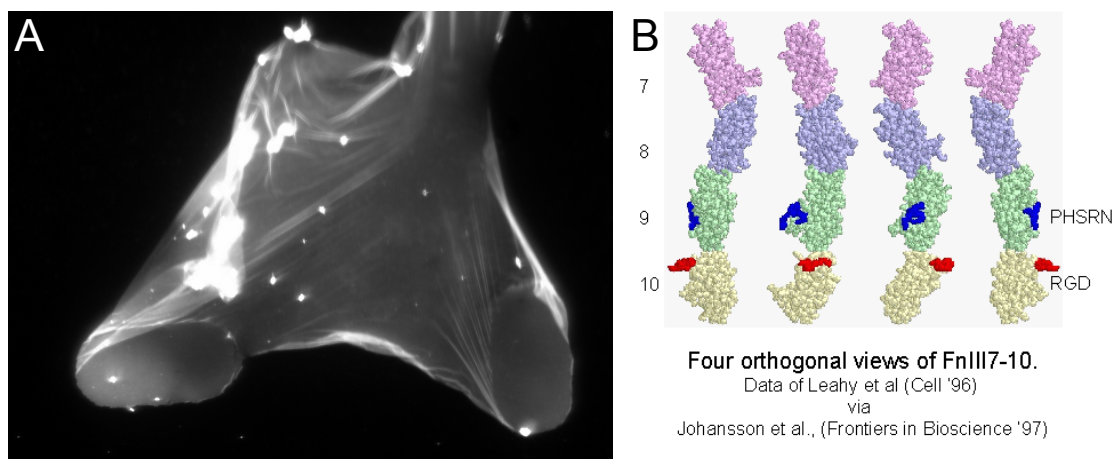 A
B
7
8
9
PHSRN
10
RGD
Four orthogonal views of FnIII7-10.
Data of Leahy et al (Cell '96)
via
Johansson et al., (Frontiers in Bioscience '97)